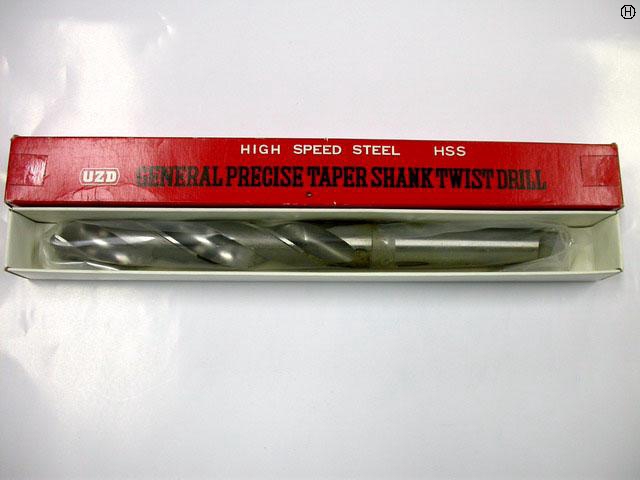 H
HIGH SPEED STEEL HSS
UZD GENERAL PRECISE TAPER SHANK TWIST DRILL